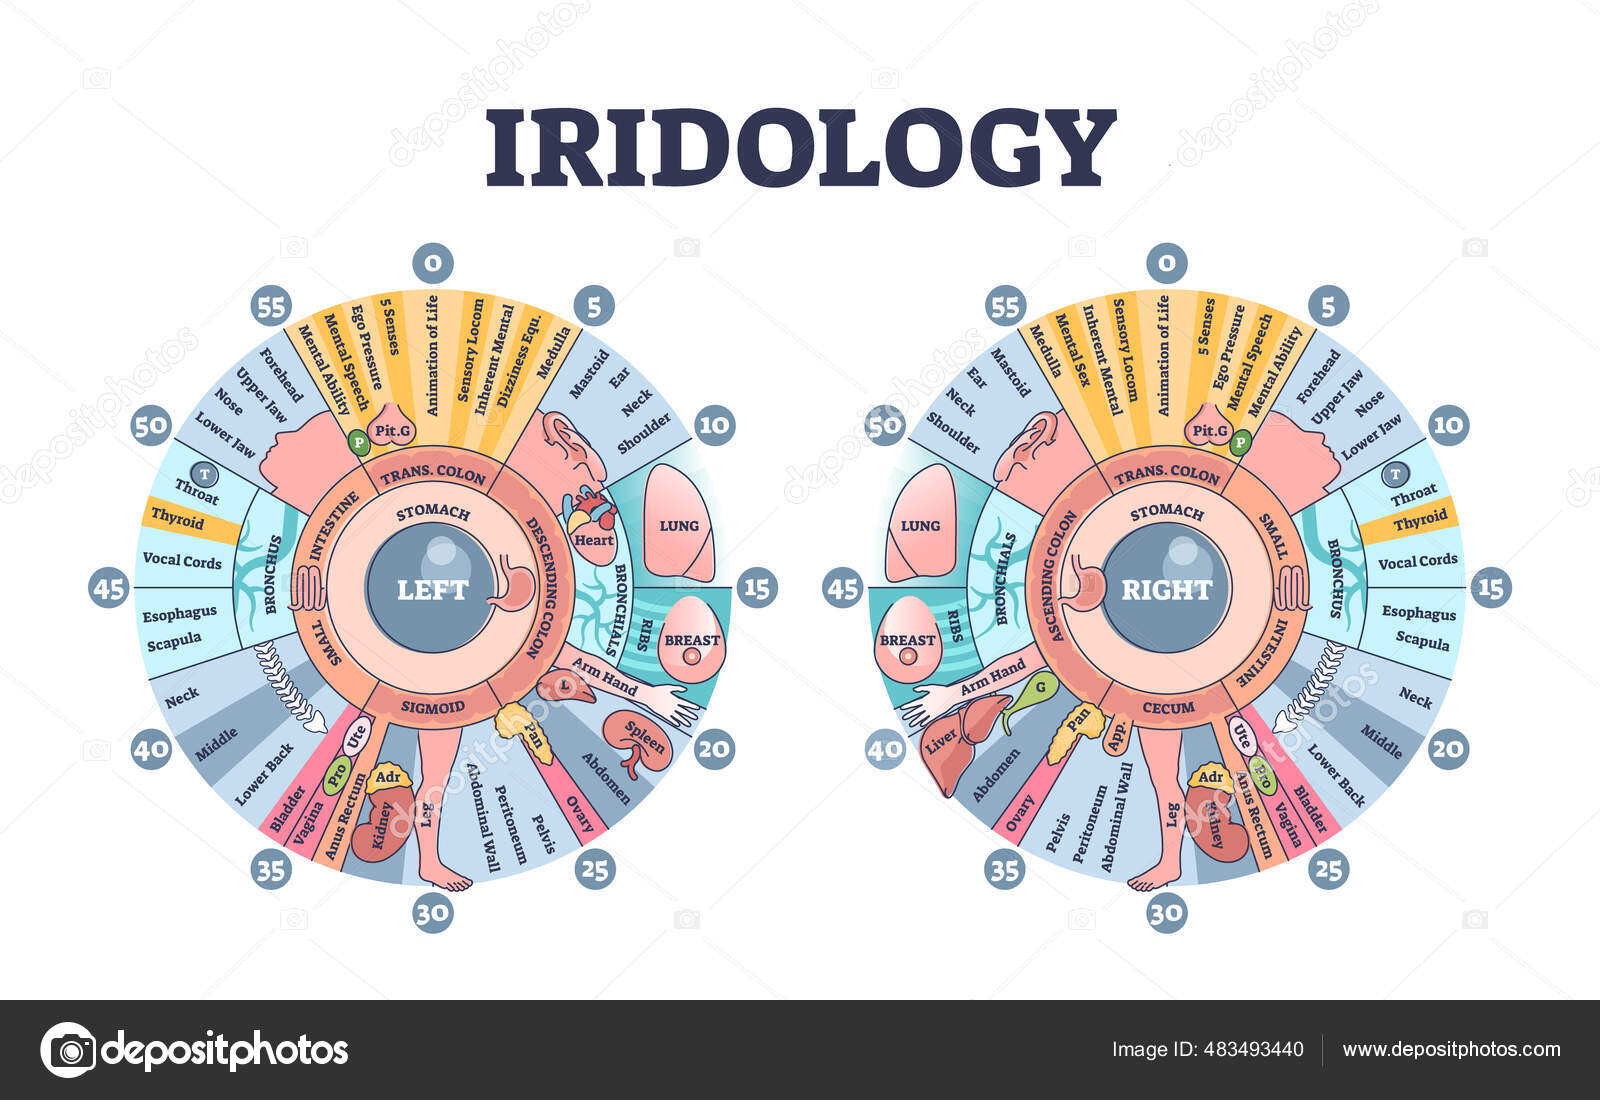 IRIDOLOGY
0
5
10
15
20
25
30
35
40
45
50
55
5 Senses
Ego Pressure
Mental Speech
Mental Ability
Animation of Life
Sensory Locom
Inherent Mental
Dizziness Equ.
Medulla
Mastoid
Ear
Neck
Shoulder
Forehead
Upper Jaw
Nose
Lower Jaw
Pit.G
P
T
Throat
Thyroid
Vocal Cords
Esophagus
Scapula
BRONCHUS
TRANS. COLON
STOMACH
LEFT
SMALL INTESTINE
DESCENDING COLON
SIGMOID
Heart
LUNG
BRONCHIALS
RIBS
BREAST
Arm Hand
L
Spleen
Pan
Abdomen
Ovary
Pelvis
Peritoneum
Abdominal Wall
Leg
Adr
Kidney
Ute
Pro
Anus Rectum
Vagina
Bladder
Lower Back
Middle
Neck
0
5
10
15
20
25
30
35
40
45
50
55
Medulla
Mental Sex
Inherent Mental
Sensory Locom
Animation of Life
5 Senses
Ego Pressure
Mental Speech
Mental Ability
Mastoid
Ear
Neck
Shoulder
Forehead
Upper Jaw
Nose
Lower Jaw
Pit.G
P
T
Throat
Thyroid
Vocal Cords
Esophagus
Scapula
BRONCHUS
TRANS. COLON
STOMACH
RIGHT
SMALL INTESTINE
ASCENDING COLON
CECUM
LUNG
BRONCHIALS
RIBS
BREAST
Arm Hand
G
Liver
Pan
App.
Abdomen
Ovary
Pelvis
Peritoneum
Abdominal Wall
Leg
Adr
Kidney
Ute
Pro
Anus Rectum
Vagina
Bladder
Lower Back
Middle
Neck
depositphotos
Image ID: 483493440
www.depositphotos.com